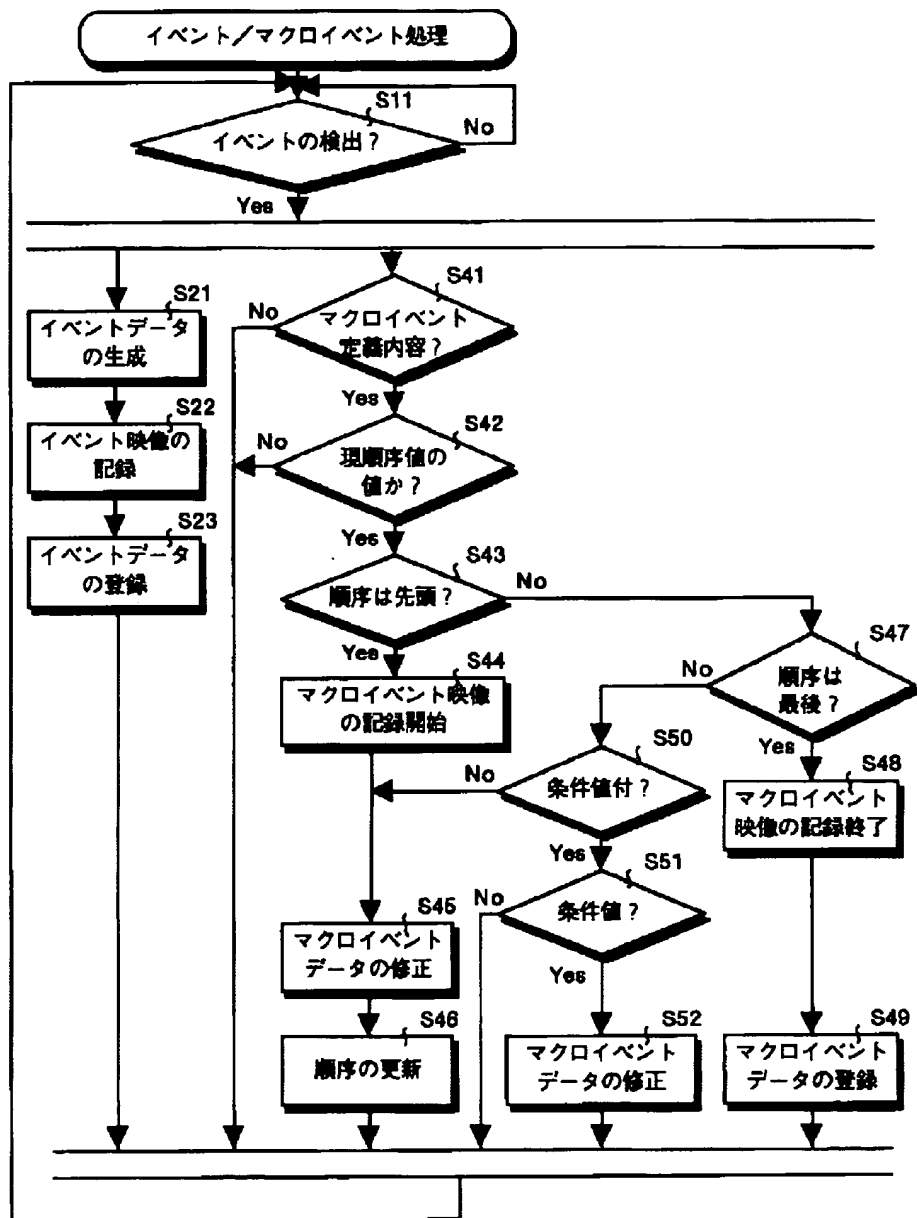 イベント／マクロイベント処理
S11
イベントの検出？
No
Yes
S21
イベントデータ
の生成
S22
イベント映像の
記録
S23
イベントデータ
の登録
S41
No
マクロイベント
定義内容？
Yes
S42
No
現順序値の
値か？
Yes
S43
順序は先頭？
No
Yes
S44
マクロイベント映像
の記録開始
S47
No
順序は
最後？
Yes
S50
No
条件値付？
Yes
S48
マクロイベント
映像の記録終了
S51
No
条件値？
Yes
S45
マクロイベント
データの修正
S46
順序の更新
S52
マクロイベント
データの修正
S49
マクロイベント
データの登録